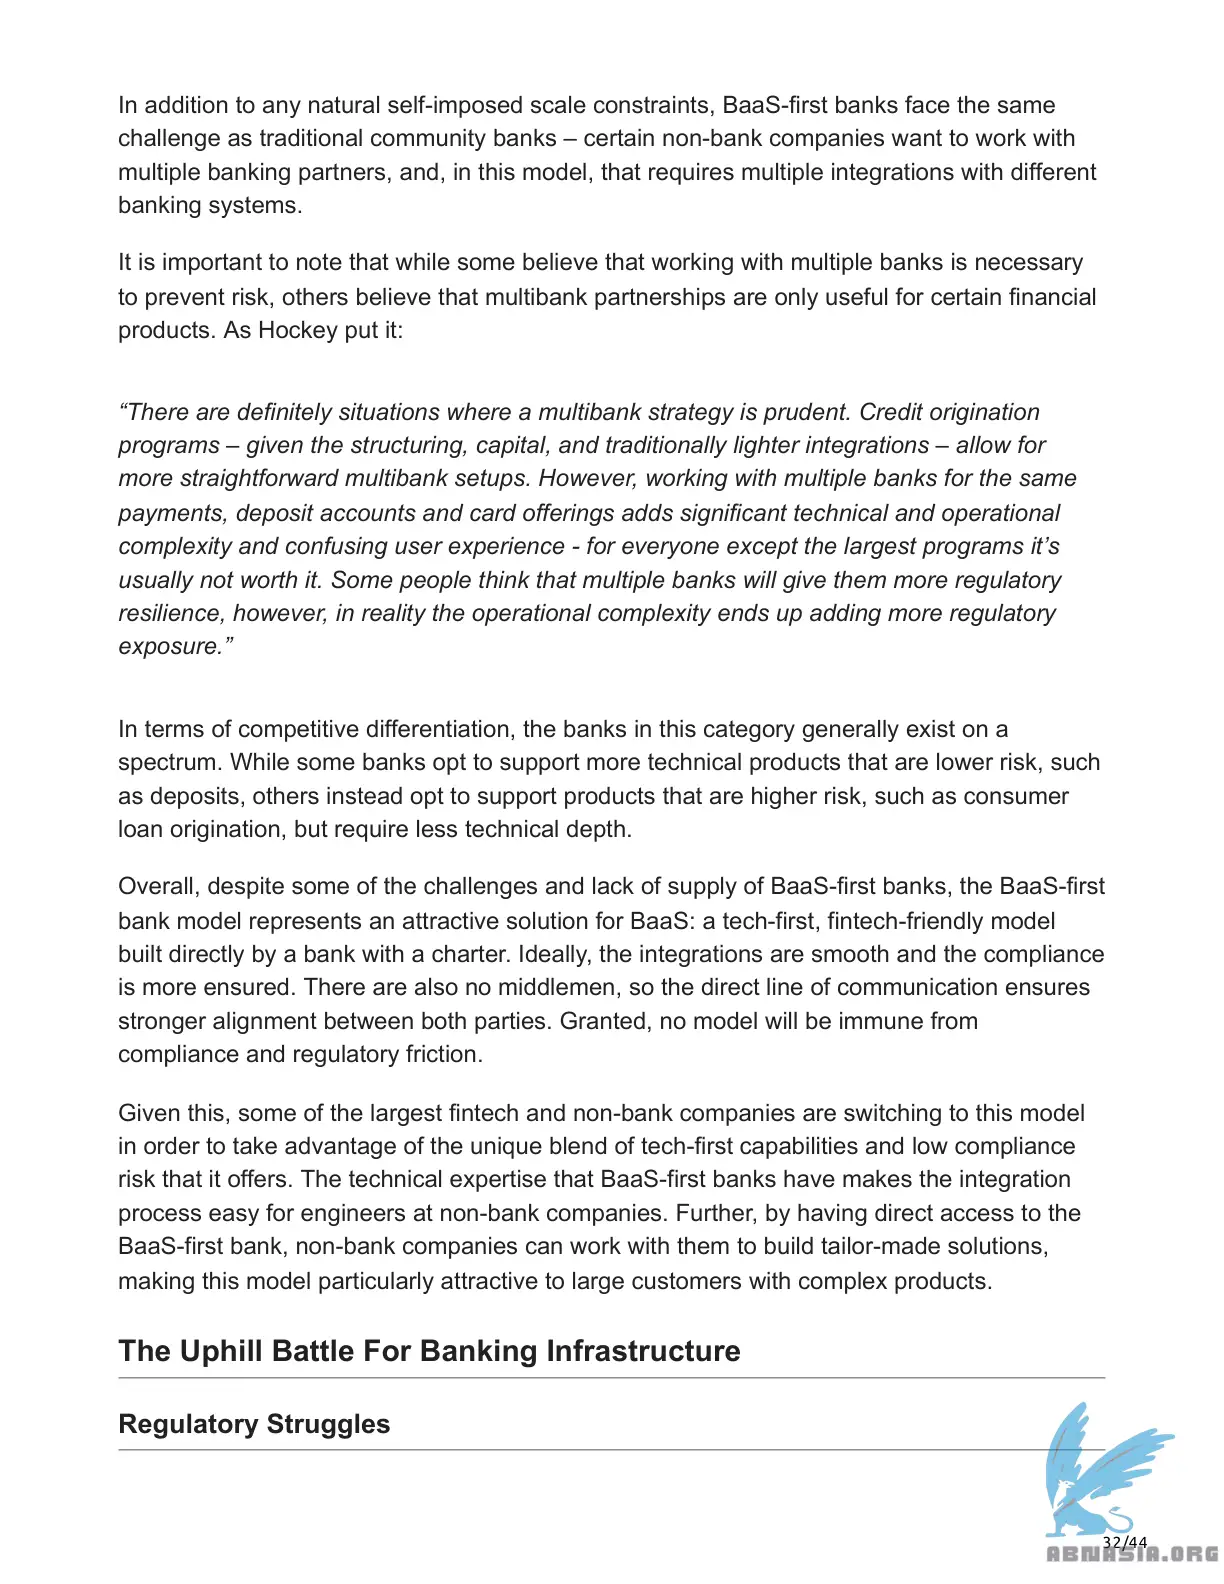 In addition to any natural self-imposed scale constraints, BaaS-first banks face the same
challenge as traditional community banks – certain non-bank companies want to work with
multiple banking partners, and, in this model, that requires multiple integrations with different
banking systems.
It is important to note that while some believe that working with multiple banks is necessary
to prevent risk, others believe that multibank partnerships are only useful for certain financial
products. As Hockey put it:
“There are definitely situations where a multibank strategy is prudent. Credit origination
programs – given the structuring, capital, and traditionally lighter integrations – allow for
more straightforward multibank setups. However, working with multiple banks for the same
payments, deposit accounts and card offerings adds significant technical and operational
complexity and confusing user experience - for everyone except the largest programs it’s
usually not worth it. Some people think that multiple banks will give them more regulatory
resilience, however, in reality the operational complexity ends up adding more regulatory
exposure.”
In terms of competitive differentiation, the banks in this category generally exist on a
spectrum. While some banks opt to support more technical products that are lower risk, such
as deposits, others instead opt to support products that are higher risk, such as consumer
loan origination, but require less technical depth.
Overall, despite some of the challenges and lack of supply of BaaS-first banks, the BaaS-first
bank model represents an attractive solution for BaaS: a tech-first, fintech-friendly model
built directly by a bank with a charter. Ideally, the integrations are smooth and the compliance
is more ensured. There are also no middlemen, so the direct line of communication ensures
stronger alignment between both parties. Granted, no model will be immune from
compliance and regulatory friction.
Given this, some of the largest fintech and non-bank companies are switching to this model
in order to take advantage of the unique blend of tech-first capabilities and low compliance
risk that it offers. The technical expertise that BaaS-first banks have makes the integration
process easy for engineers at non-bank companies. Further, by having direct access to the
BaaS-first bank, non-bank companies can work with them to build tailor-made solutions,
making this model particularly attractive to large customers with complex products.
The Uphill Battle For Banking Infrastructure
Regulatory Struggles
32/44
ABNASIA.ORG